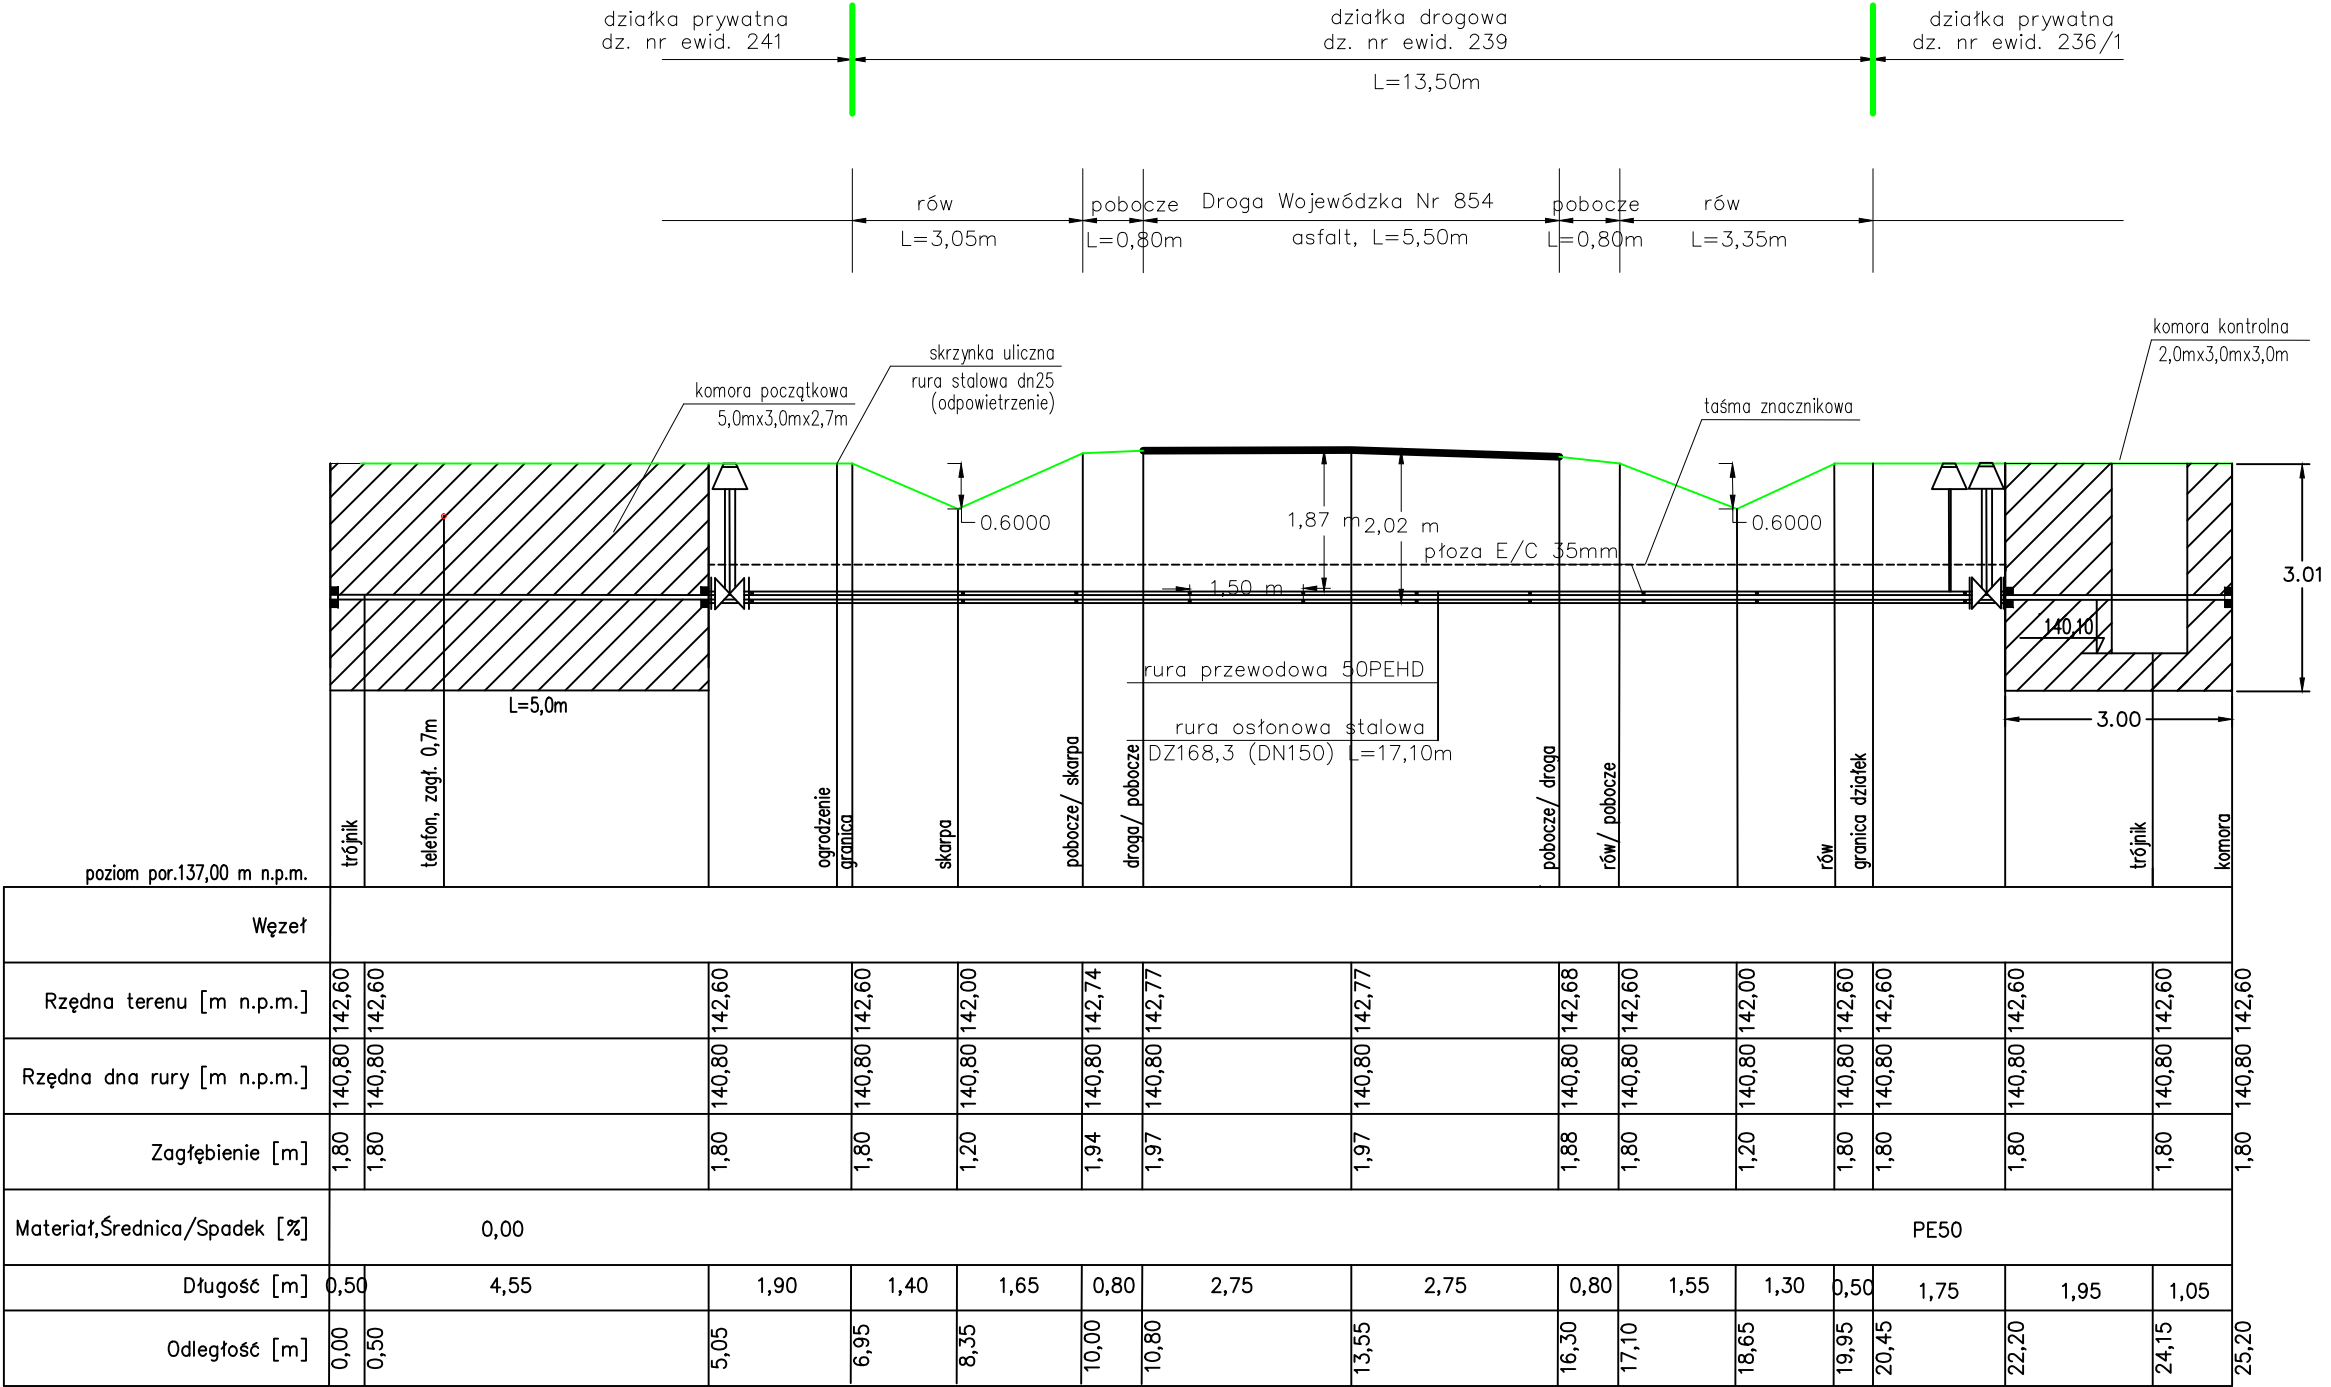 działka prywatna
dz. nr ewid. 241
działka drogowa
dz. nr ewid. 239
L=13,50m
działka prywatna
dz. nr ewid. 236/1
rów
L=3,05m
pobocze
L=0,80m
Droga Wojewódzka Nr 854
asfalt, L=5,50m
pobocze
L=0,80m
rów
L=3,35m
komora kontrolna
2,0mx3,0mx3,0m
skrzynka uliczna
rura stalowa dn25
(odpowietrzenie)
komora początkowa
5,0mx3,0mx2,7m
taśma znacznikowa
0.6000
1,87 m
2,02 m
0.6000
płoza E/C 35mm
1,50 m
3.01
140,10
rura przewodowa 50PEHD
L=5,0m
3.00
rura osłonowa stalowa
DZ168,3 (DN150) L=17,10m
trójnik
telefon, zagł. 0,7m
ogrodzenie
granica
skarpa
pobocze/ skarpa
droga/ pobocze
pobocze/ droga
rów/ pobocze
rów
granica działek
trójnik
komora
poziom por.137,00 m n.p.m.
Węzeł
Rzędna terenu [m n.p.m.] 142,60 142,60 142,60 142,60 142,00 142,74 142,77 142,77 142,68 142,60 142,00 142,60 142,60 142,60 142,60 142,60
Rzędna dna rury [m n.p.m.] 140,80 140,80 140,80 140,80 140,80 140,80 140,80 140,80 140,80 140,80 140,80 140,80 140,80 140,80 140,80 140,80
Zagłębienie [m] 1,80 1,80 1,80 1,80 1,20 1,94 1,97 1,97 1,88 1,80 1,20 1,80 1,80 1,80 1,80 1,80
Materiał,Średnica/Spadek [%] 0,00 PE50
Długość [m] 0,50 4,55 1,90 1,40 1,65 0,80 2,75 2,75 0,80 1,55 1,30 0,50 1,75 1,95 1,05
Odległość [m] 0,00 0,50 5,05 6,95 8,35 10,00 10,80 13,55 16,30 17,10 18,65 19,95 20,45 22,20 24,15 25,20